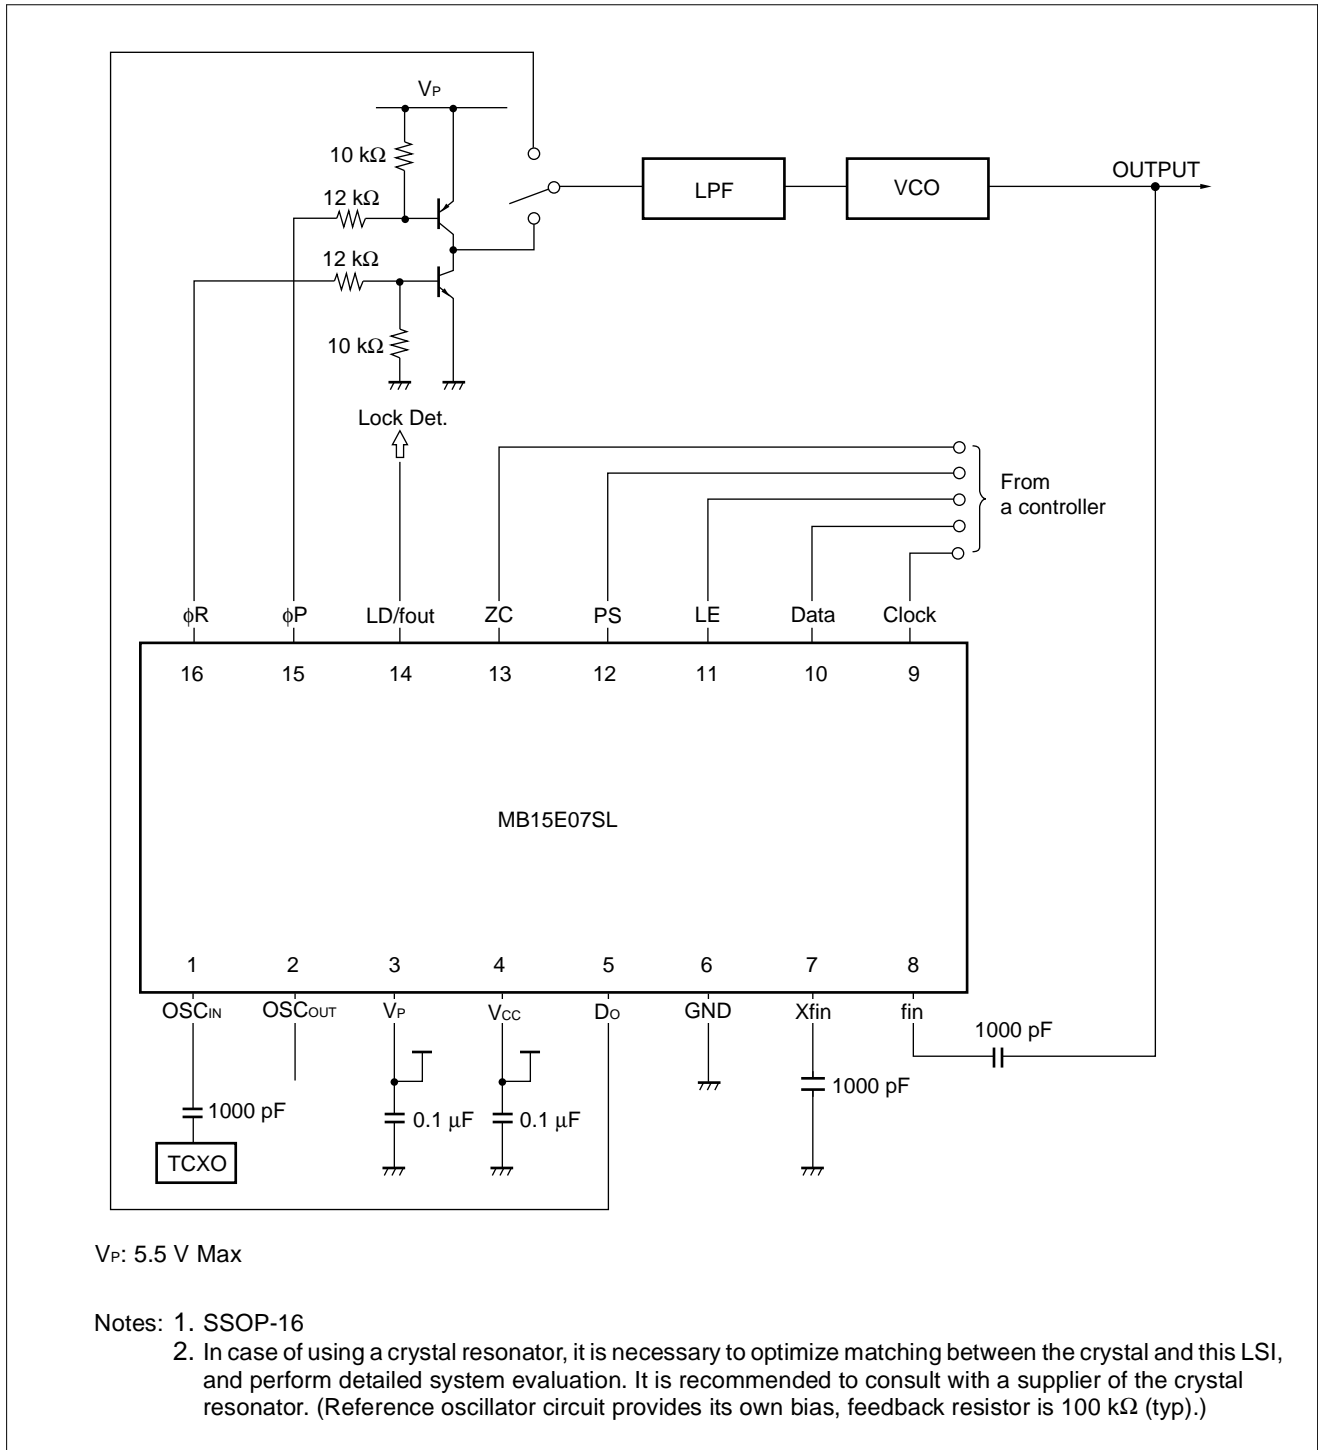 VP
10 kΩ
12 kΩ
12 kΩ
10 kΩ
LPF
VCO
OUTPUT
Lock Det.
From
a controller
ϕR ϕP LD/fout ZC PS LE Data Clock
16 15 14 13 12 11 10 9
MB15E07SL
1 2 3 4 5 6 7 8
OSCIN OSCOUT VP VCC DO GND Xfin fin
1000 pF
1000 pF
1000 pF
0.1 µF
0.1 µF
TCXO
VP: 5.5 V Max
Notes: 1. SSOP-16
2. In case of using a crystal resonator, it is necessary to optimize matching between the crystal and this LSI,
and perform detailed system evaluation. It is recommended to consult with a supplier of the crystal
resonator. (Reference oscillator circuit provides its own bias, feedback resistor is 100 kΩ (typ).)